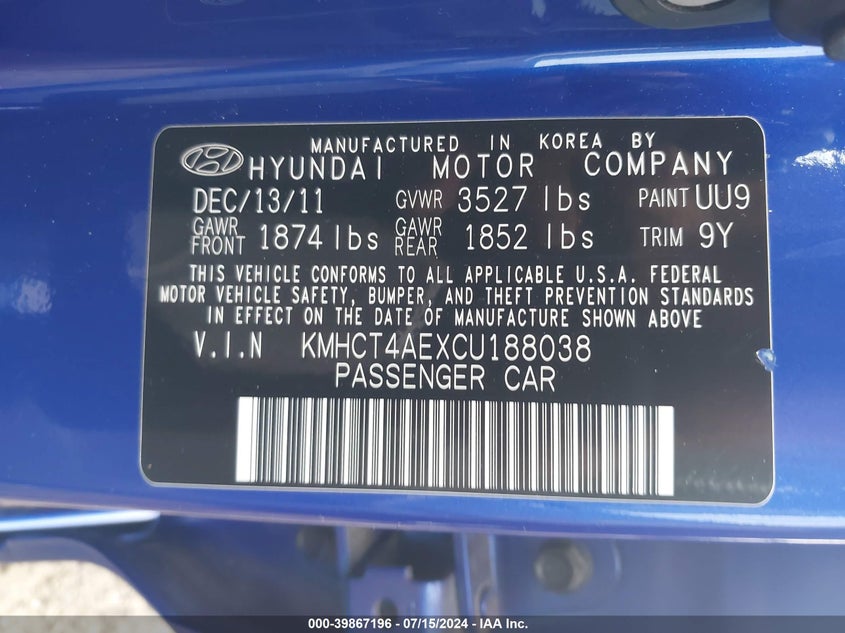 MANUFACTURED IN KOREA BY
HYUNDAI MOTOR COMPANY
DEC/13/11 GVWR 3527 lbs PAINT UU9
GAWR FRONT 1874 lbs GAWR REAR 1852 lbs TRIM 9Y
THIS VEHICLE CONFORMS TO ALL APPLICABLE U.S.A. FEDERAL
MOTOR VEHICLE SAFETY, BUMPER, AND THEFT PREVENTION STANDARDS
IN EFFECT ON THE DATE OF MANUFACTURE SHOWN ABOVE
V.I.N KMHCT4AEXCU188038
PASSENGER CAR
000-39867196 - 07/15/2024 - IAA Inc.